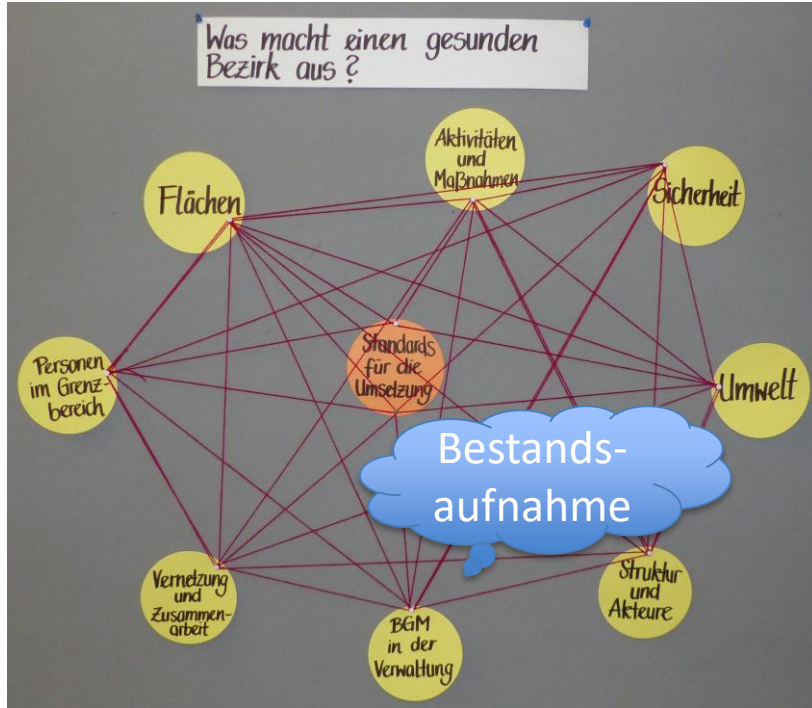 Was macht einen gesunden
Bezirk aus?
Aktivitäten
und
Maßnahmen
Flächen
Sicherheit
Standards
für die
Umsetzung
Personen
im Grenz-
bereich
Umwelt
Bestands-
aufnahme
Vernetzung
und
Zusammen-
arbeit
BGM
in der
Verwaltung
Struktur
und
Akteure